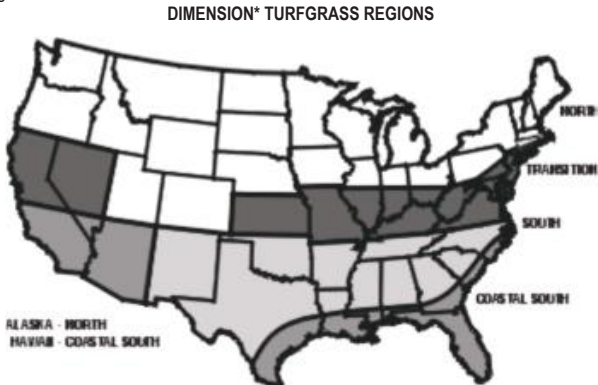 DIMENSION* TURFGRASS REGIONS
NORTH
TRANSITION
SOUTH
COASTAL SOUTH
ALASKA - NORTH
HAWAII - COASTAL SOUTH